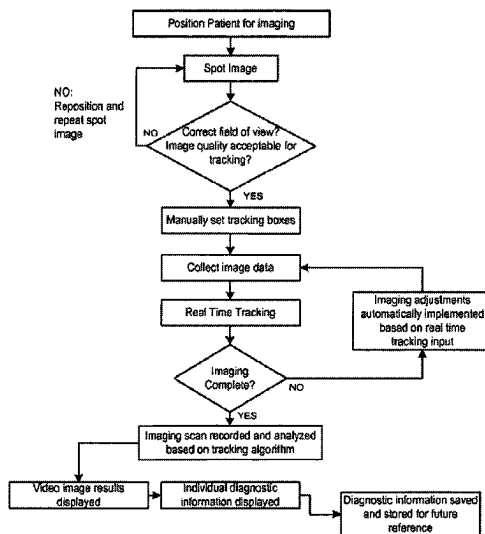 Position Patient for imaging
Spot Image
NO:
Reposition and
repeat spot
image
NO
Correct field of view?
Image quality acceptable for
tracking?
YES
Manually set tracking boxes
Collect image data
Real Time Tracking
Imaging adjustments
automatically implemented
based on real time
tracking input
Imaging
Complete?
NO
YES
Imaging scan recorded and analyzed
based on tracking algorithm
Video image results
displayed
Individual diagnostic
information displayed
Diagnostic information saved
and stored for future
reference